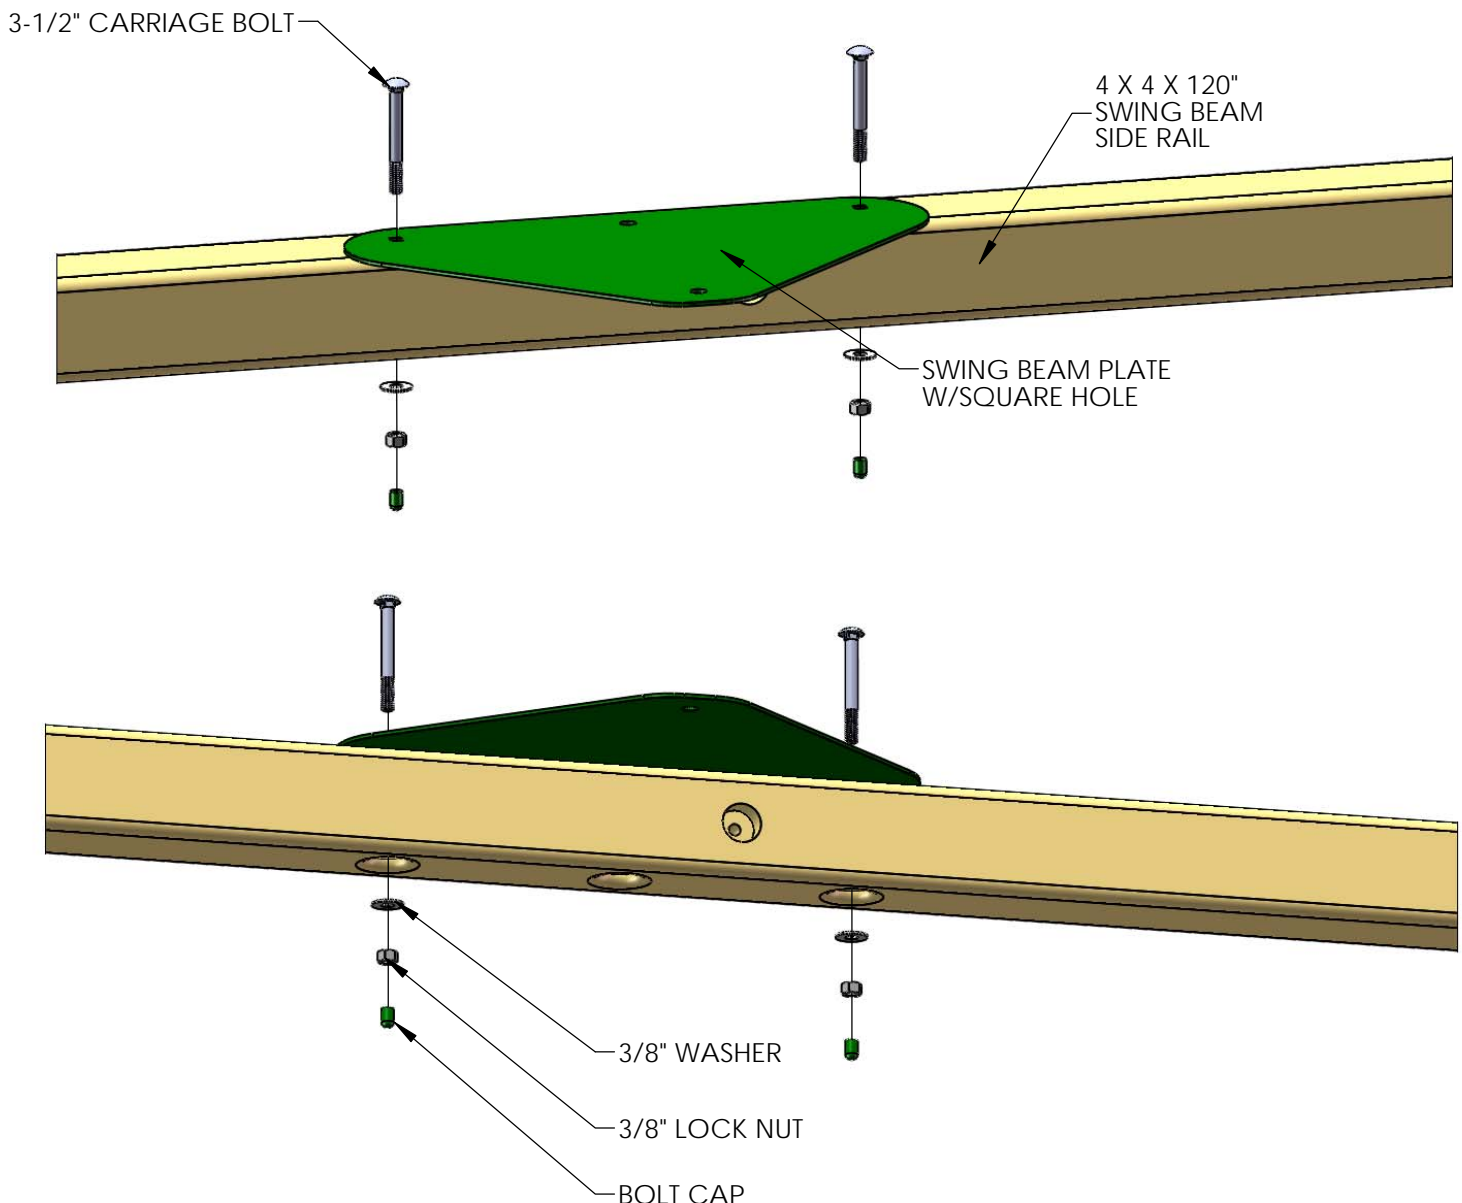 3-1/2" CARRIAGE BOLT
4 X 4 X 120"
SWING BEAM
SIDE RAIL
SWING BEAM PLATE
W/SQUARE HOLE
3/8" WASHER
3/8" LOCK NUT
BOLT CAP